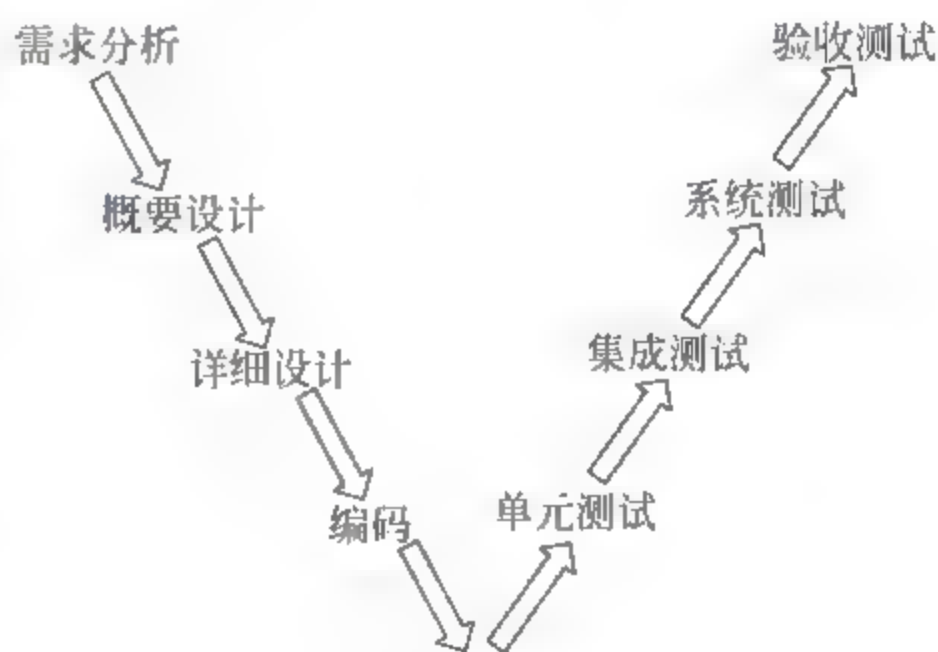 需求分析
验收测试
概要设计
系统测试
详细设计
集成测试
编码
单元测试